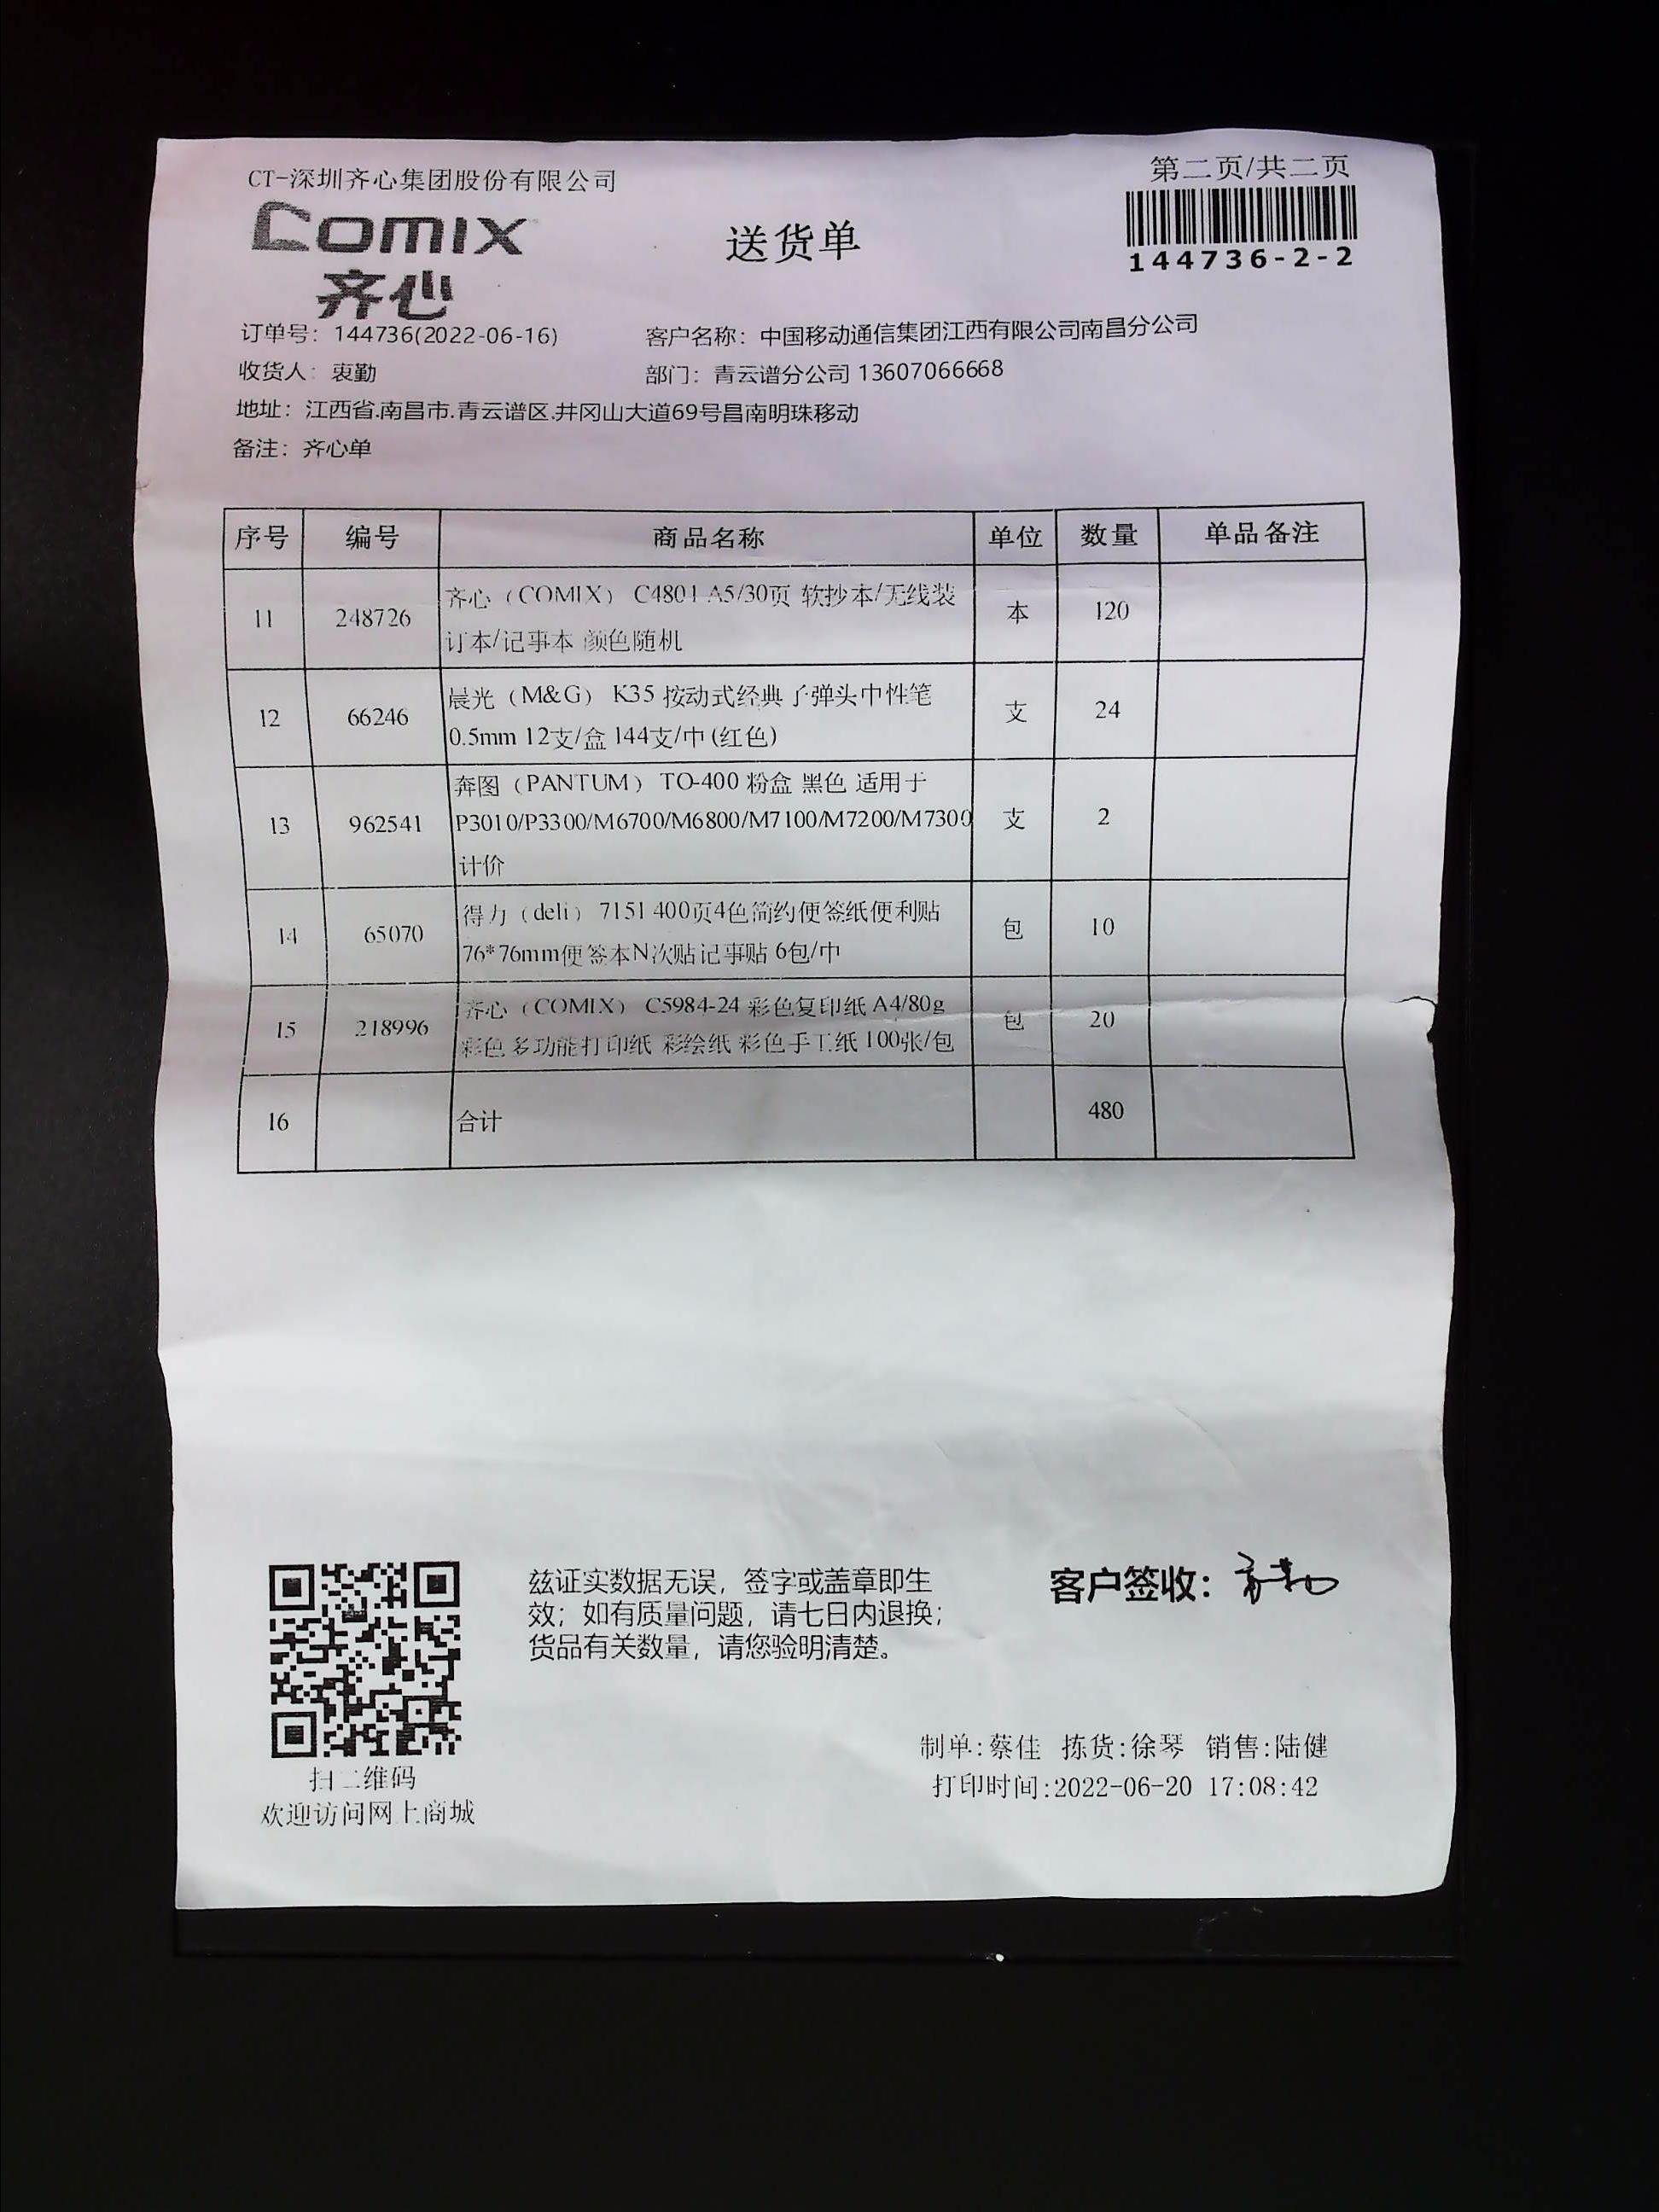 CT-深圳齐心集团股份有限公司
第二页/共二页
COMIX
齐心
送货单
144736-2-2
订单号：144736(2022-06-16)
客户名称：中国移动通信集团江西有限公司南昌分公司
收货人：衷勤
部门：青云谱分公司 13607066668
地址：江西省.南昌市.青云谱区.井冈山大道69号昌南明珠移动
备注：齐心单
序号 编号 商品名称 单位 数量 单品备注
11 248726 齐心（COMIX） C4801 A5/30页 软抄本/无线装 本 120
订本/记事本 颜色随机
12 66246 晨光（M&G） K35 按动式经典子弹头中性笔 支 24
0.5mm 12支/盒 144支/中 (红色)
13 962541 奔图（PANTUM） TO-400 粉盒 黑色 适用于 支 2
P3010/P3300/M6700/M6800/M7100/M7200/M7300
计价
14 65070 得力（deli） 7151 400页4色简约便签纸便利贴 包 10
76*76mm便签本N次贴记事贴 6包/中
15 218996 齐心（COMIX） C5984-24 彩色复印纸 A4/80g 包 20
彩色多功能打印纸 彩绘纸 彩色手工纸 100张/包
16 合计 480
兹证实数据无误，签字或盖章即生
效；如有质量问题，请七日内退换；
货品有关数量，请您验明清楚。
客户签收：
制单:蔡佳 拣货:徐琴 销售:陆健
打印时间:2022-06-20 17:08:42
扫二维码
欢迎访问网上商城